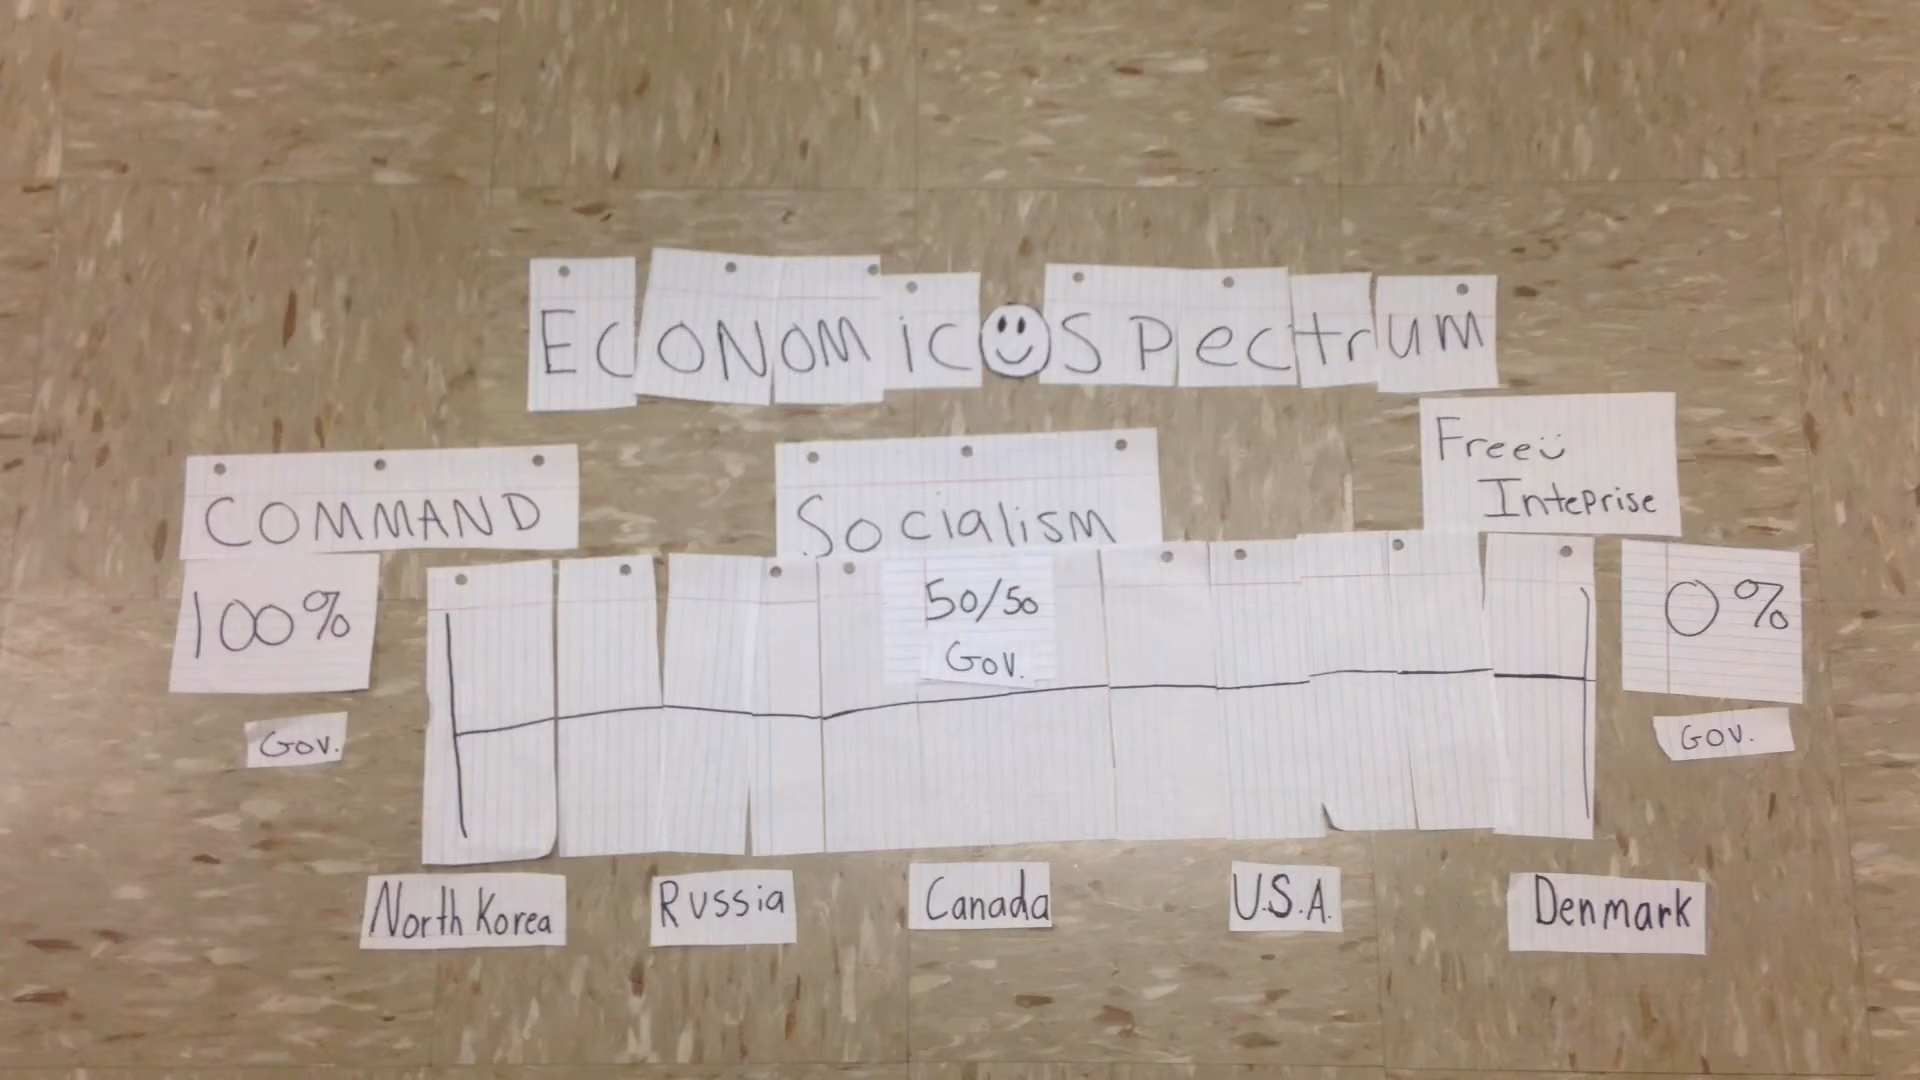 ECONOMIC Spectrum
COMMAND
Socialism
Free
Inteprise
100%
Gov.
50/50
Gov.
0%
Gov.
North Korea
Russia
Canada
U.S.A.
Denmark